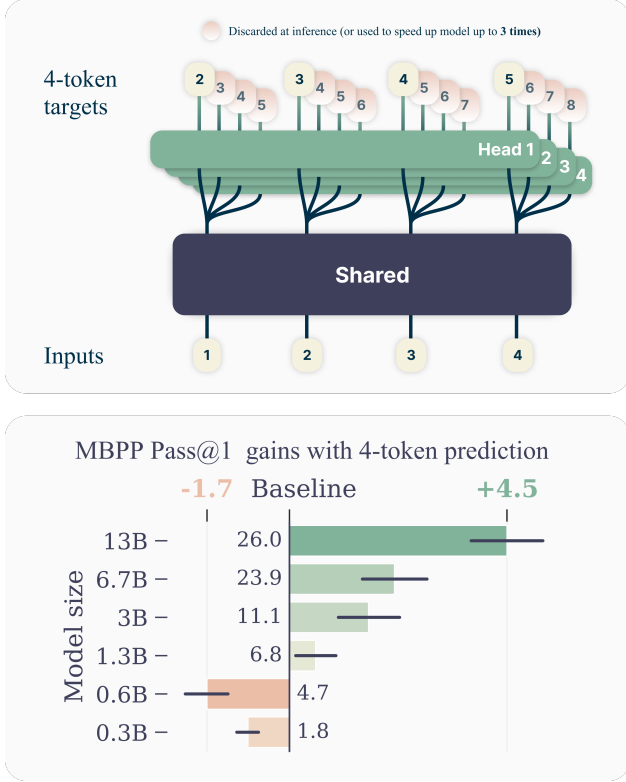 Discarded at inference (or used to speed up model up to 3 times)
4-token
targets
2 3 4 5 3 4 5 6 4 5 6 7 5 6 7 8
Head 1 2 3 4
Shared
Inputs
1 2 3 4
MBPP Pass@1 gains with 4-token prediction
-1.7 Baseline +4.5
Model size
13B 26.0
6.7B 23.9
3B 11.1
1.3B 6.8
0.6B 4.7
0.3B 1.8